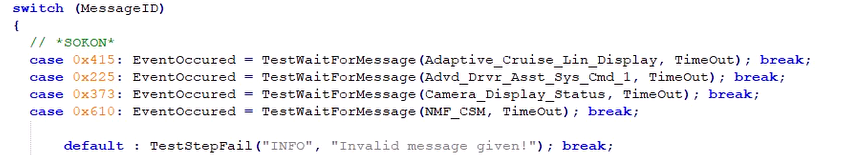 switch (MessageID)
{
// *SOKON*
case 0x415: EventOccured = TestWaitForMessage(Adaptive_Cruise_Lin_Display, TimeOut); break;
case 0x225: EventOccured = TestWaitForMessage(Advd_Drvr_Asst_Sys_Cmd_1, TimeOut); break;
case 0x373: EventOccured = TestWaitForMessage(Camera_Display_Status, TimeOut); break;
case 0x610: EventOccured = TestWaitForMessage(NMF_CSM, TimeOut); break;
default : TestStepFail("INFO", "Invalid message given!"); break;